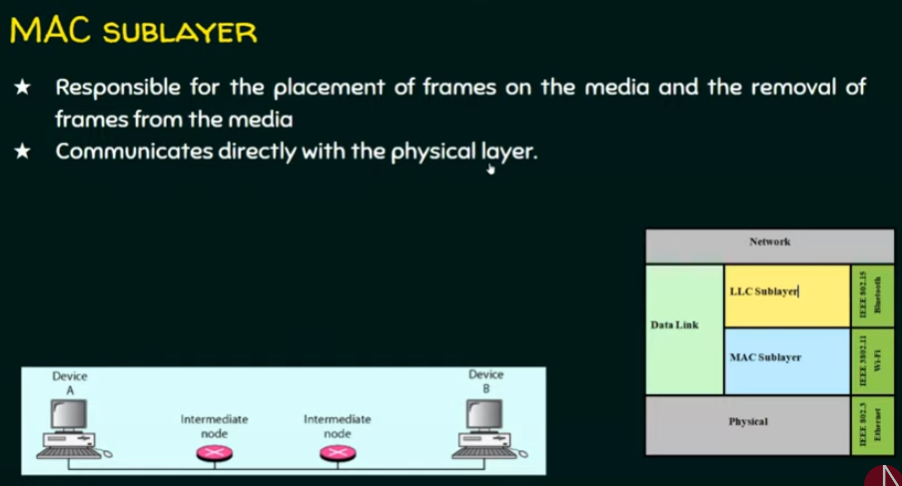 MAC SUBLAYER
★ Responsible for the placement of frames on the media and the removal of
frames from the media
★ Communicates directly with the physical layer.
Network
LLC Sublayer
Data Link
MAC Sublayer
Physical
IEEE 802.15
Bluetooth
IEEE 3802.11
Wi-Fi
IEEE 802.3
Ethernet
Device
A
Intermediate
node
Intermediate
node
Device
B